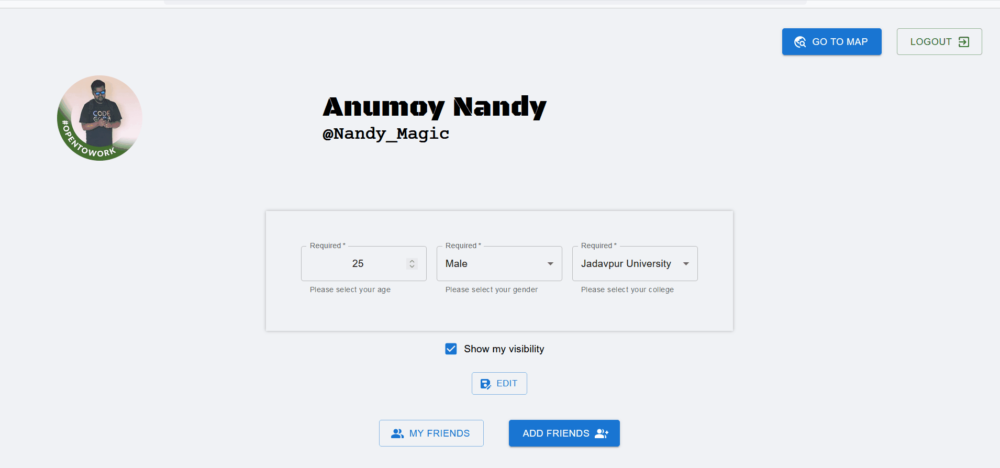 GO TO MAP
LOGOUT
CODE
#OPENTOWORK
Anumoy Nandy
@Nandy_Magic
Required *
Required *
Required *
25
Male
Jadavpur University
Please select your age
Please select your gender
Please select your college
Show my visibility
EDIT
MY FRIENDS
ADD FRIENDS